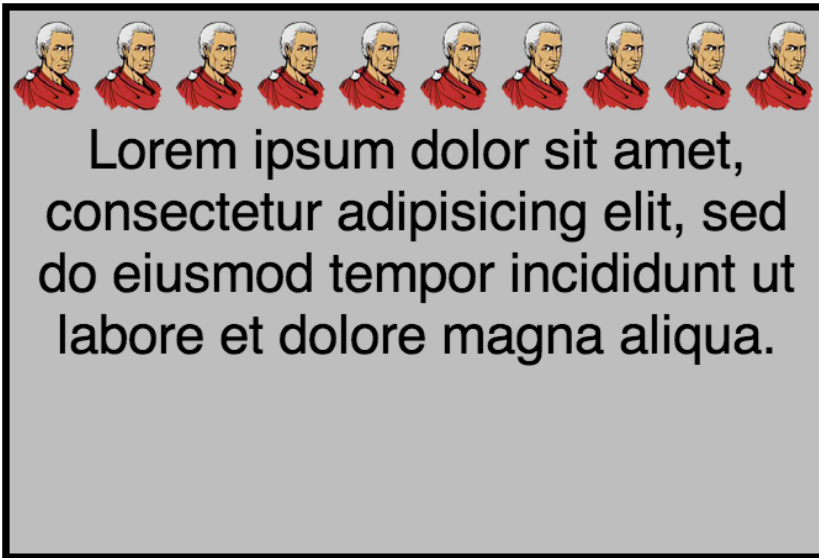 Lorem ipsum dolor sit amet,
consectetur adipisicing elit, sed
do eiusmod tempor incididunt ut
labore et dolore magna aliqua.